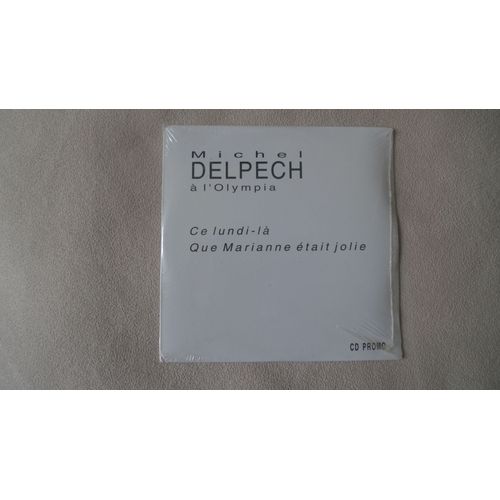 Michel
DELPECH
à l'Olympia
Ce lundi-là
Que Marianne était jolie
CD PROMO